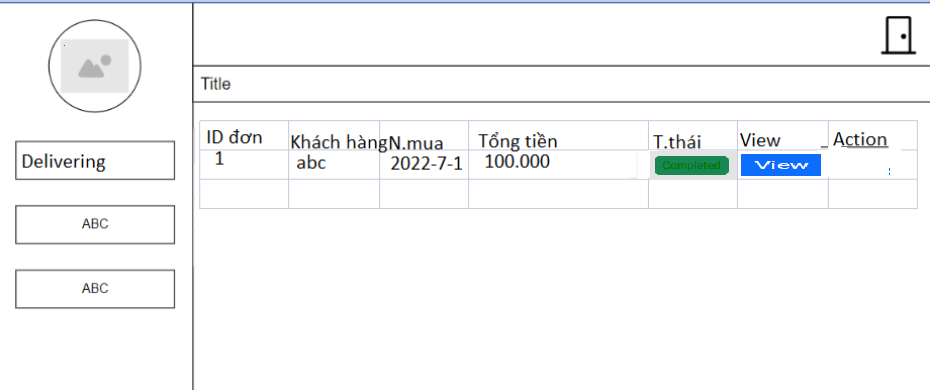 Title
ID đơn Khách hàng N.mua Tổng tiền T.thái View _ Action
1 abc 2022-7-1 100.000 Completed View
Delivering
ABC
ABC